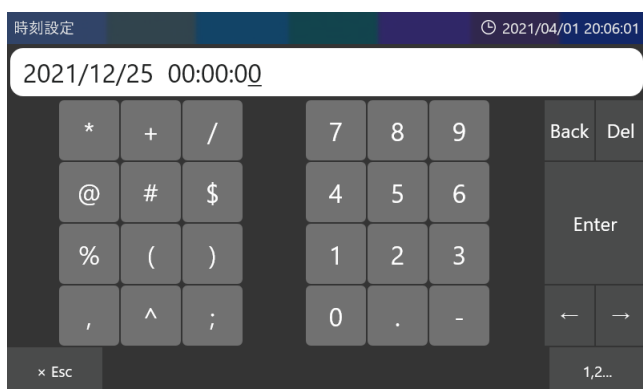 時刻設定 2021/04/01 20:06:01
2021/12/25 00:00:00
* + / 7 8 9 Back Del
@ # $ 4 5 6
Enter
% ( ) 1 2 3
, ^ ; 0 . - ← →
× Esc 1,2...